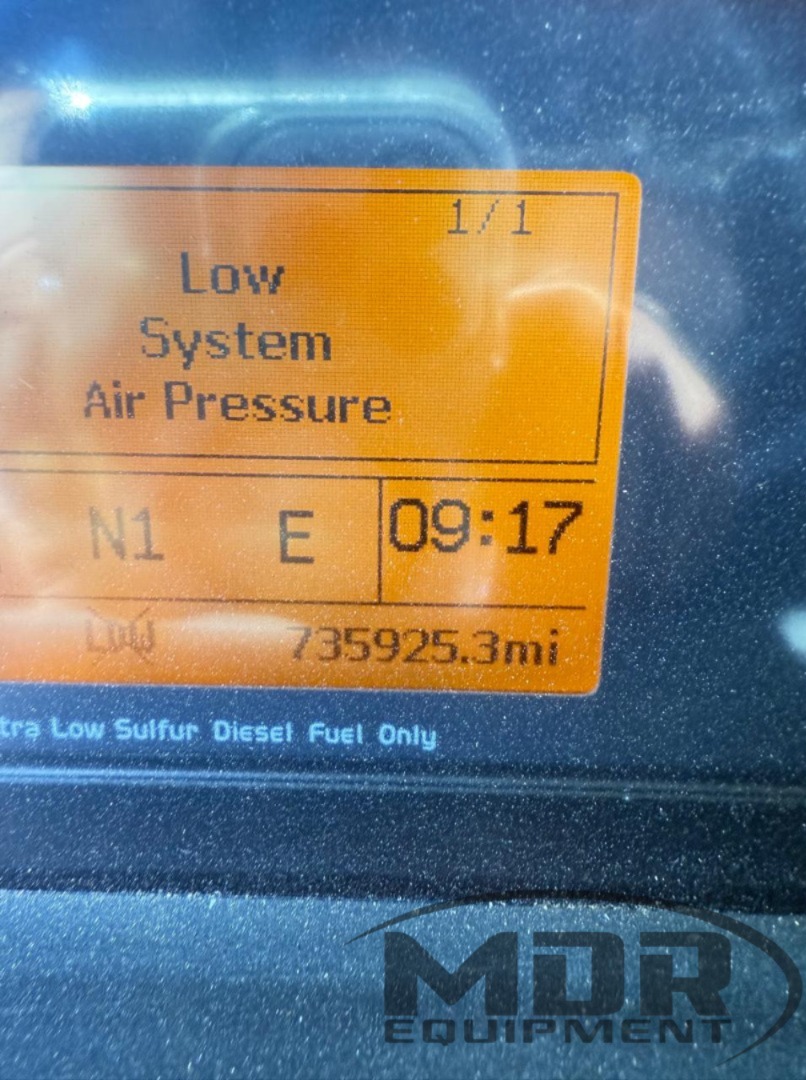 1/1
Low
System
Air Pressure
N1 E 09:17
LDW 735925.3mi
tra Low Sulfur Diesel Fuel Only
MDR
EQUIPMENT